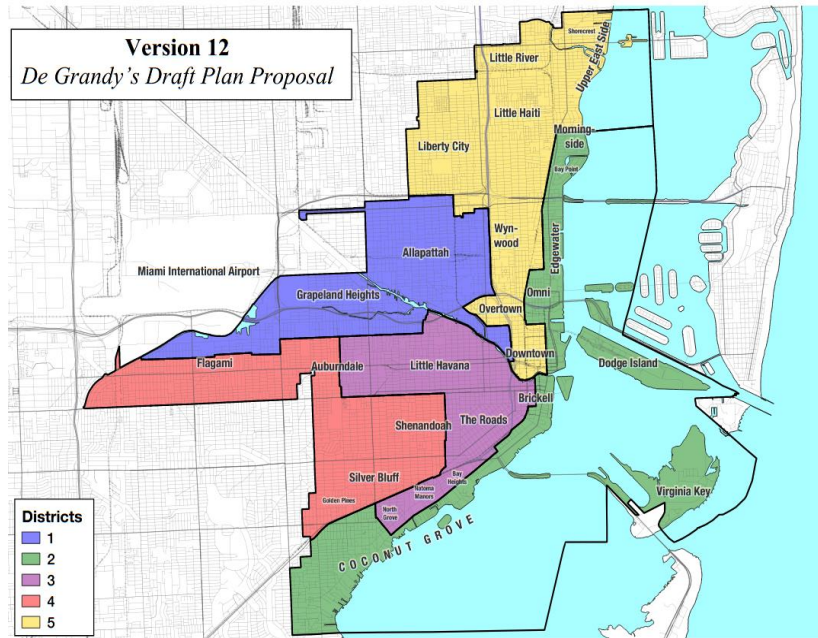 Version 12
De Grandy's Draft Plan Proposal
Shorecrest
Little River
Upper East Side
Little Haiti
Morning-
side
Liberty City
Bay Point
Wyn-
wood
Allapattah
Edgewater
Miami International Airport
Grapeland Heights
Omni
Overtown
Downtown
Dodge Island
Flagami
Auburndale
Little Havana
Brickell
Shenandoah
The Roads
Silver Bluff
Bay
Heights
Natoma
Manors
Virginia Key
Golden Pines
North
Grove
COCONUT GROVE
Districts
1
2
3
4
5